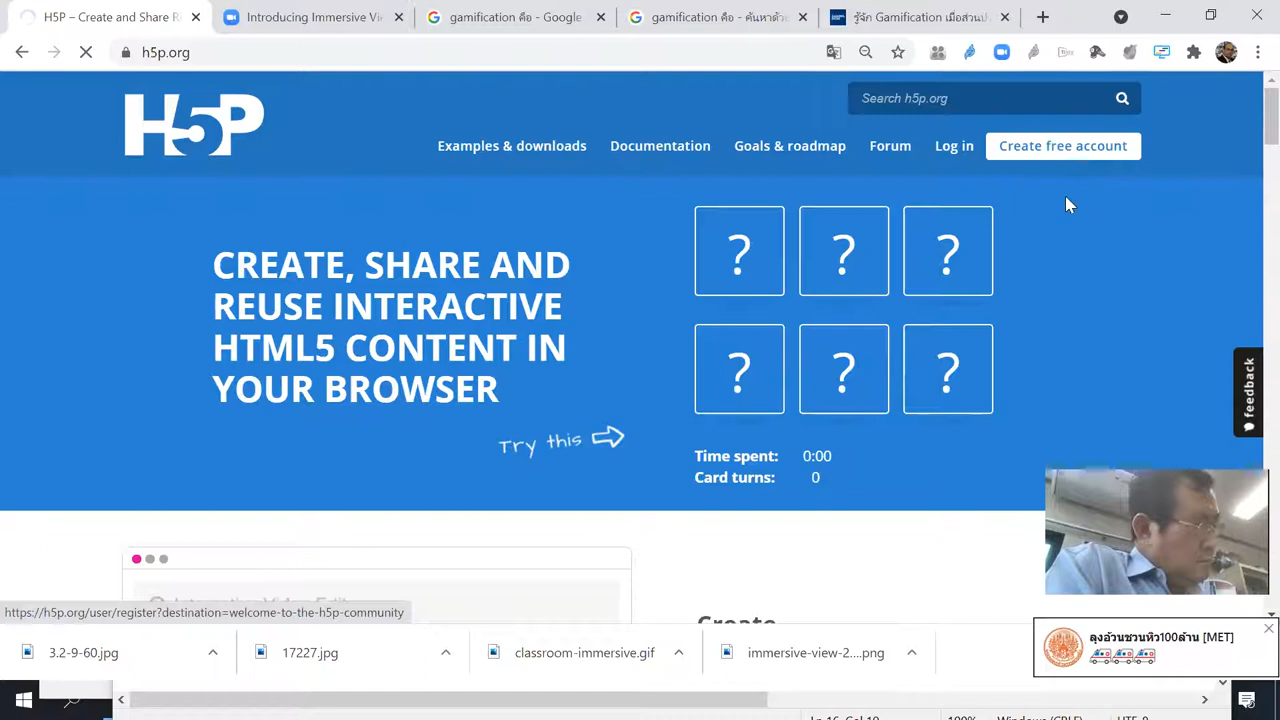 H5P – Create and Share R
Introducing Immersive Vi
gamification คือ - Google
gamification คือ - ค้นหาด้วย
รู้จัก Gamification เมื่อส่วนป
h5p.org
H5P
Search h5p.org
Examples & downloads
Documentation
Goals & roadmap
Forum
Log in
Create free account
CREATE, SHARE AND
REUSE INTERACTIVE
HTML5 CONTENT IN
YOUR BROWSER
? ? ?
? ? ?
Try this
Time spent: 0:00
Card turns: 0
feedback
Create
https://h5p.org/user/register?destination=welcome-to-the-h5p-community
3.2-9-60.jpg
17227.jpg
classroom-immersive.gif
immersive-view-2....png
ลุงอ้วนชวนหิว100ล้าน [MET]